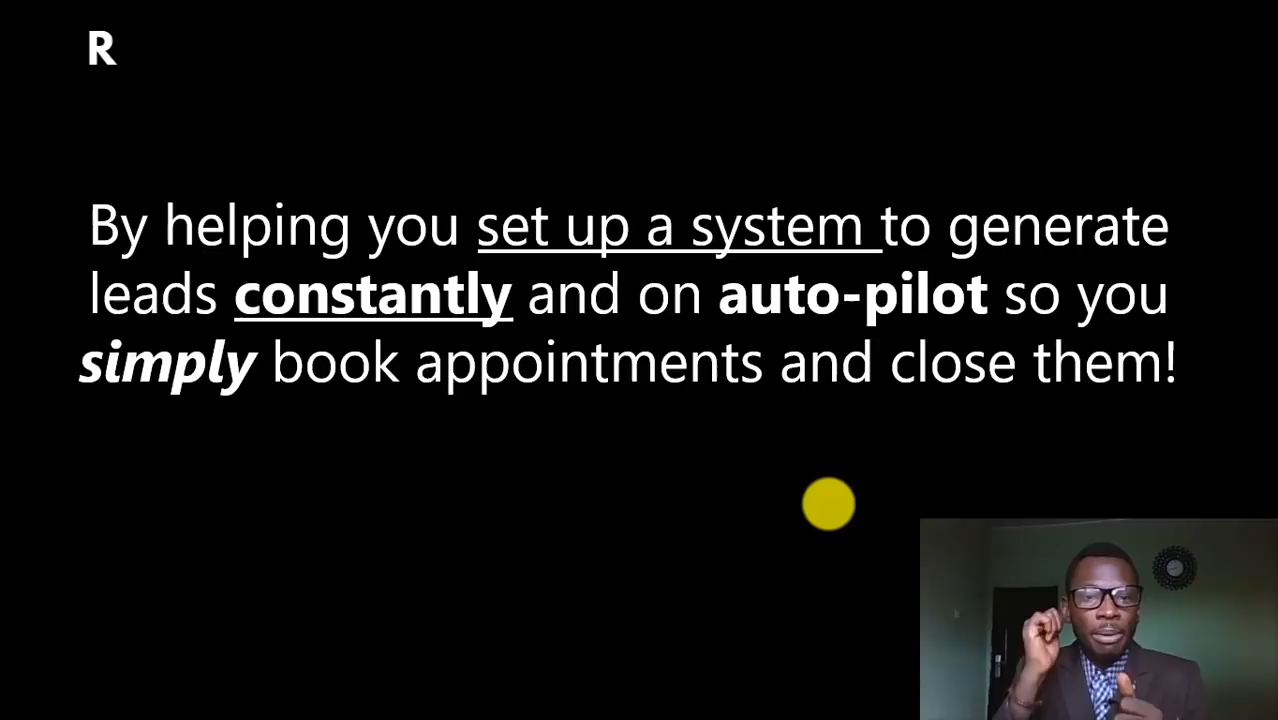 R
By helping you set up a system to generate
leads constantly and on auto-pilot so you
simply book appointments and close them!